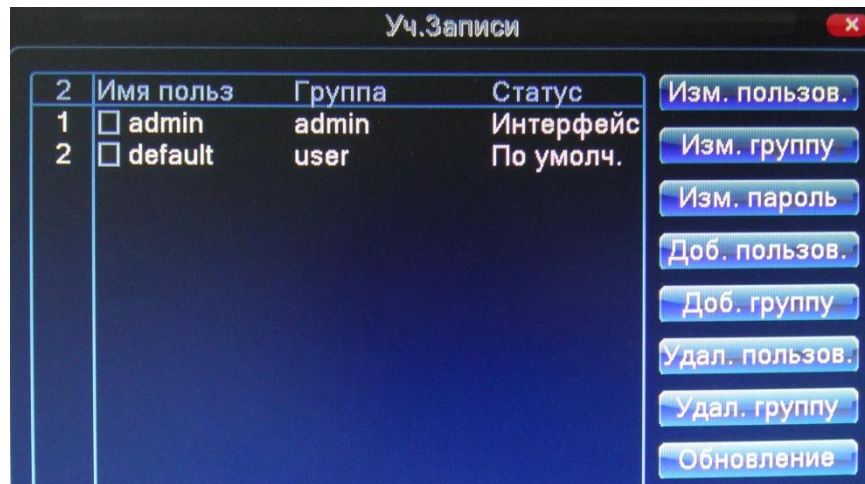 Уч.Записи
2 Имя польз Группа Статус
1 admin admin Интерфейс
2 default user По умолч.
Изм. пользов.
Изм. группу
Изм. пароль
Доб. пользов.
Доб. группу
Удал. пользов.
Удал. группу
Обновление